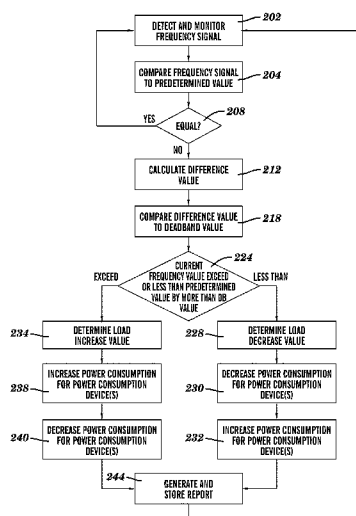 DETECT AND MONITOR
FREQUENCY SIGNAL
202
COMPARE FREQUENCY SIGNAL
TO PREDETERMINED VALUE
204
YES
EQUAL?
208
NO
CALCULATE DIFFERENCE
VALUE
212
COMPARE DIFFERENCE VALUE
TO DEADBAND VALUE
218
224
CURRENT
FREQUENCY VALUE EXCEED
OR LESS THAN PREDETERMINED
VALUE BY MORE THAN DB
VALUE
EXCEED
LESS THAN
234
DETERMINE LOAD
INCREASE VALUE
228
DETERMINE LOAD
DECREASE VALUE
238
INCREASE POWER CONSUMPTION
FOR POWER CONSUMPTION
DEVICE(S)
DECREASE POWER CONSUMPTION
FOR POWER CONSUMPTION
DEVICE(S)
230
240
DECREASE POWER CONSUMPTION
FOR POWER CONSUMPTION
DEVICE(S)
INCREASE POWER CONSUMPTION
FOR POWER CONSUMPTION
DEVICE(S)
232
244
GENERATE AND
STORE REPORT